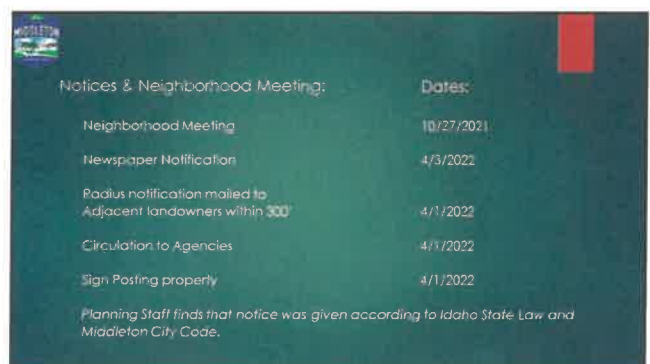 MIDDLETON
Notices & Neighborhood Meeting: Dates:
Neighborhood Meeting 10/27/2021
Newspaper Notification 4/3/2022
Radius notification mailed to
Adjacent landowners within 300' 4/1/2022
Circulation to Agencies 4/1/2022
Sign Posting property 4/1/2022
Planning Staff finds that notice was given according to Idaho State Law and
Middleton City Code.